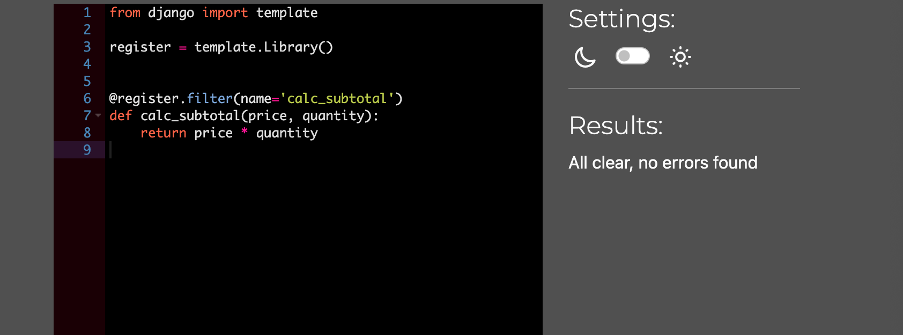 1 from django import template
2
3 register = template.Library()
4
5
6 @register.filter(name='calc_subtotal')
7 def calc_subtotal(price, quantity):
8     return price * quantity
9
Settings:
Results:
All clear, no errors found